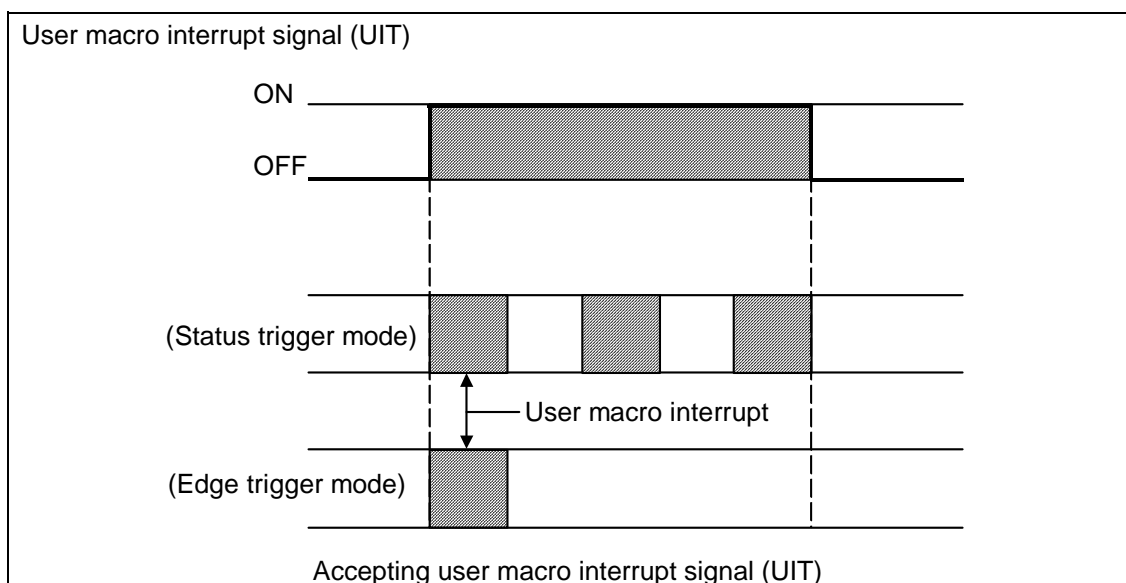 User macro interrupt signal (UIT)
ON
OFF
(Status trigger mode)
User macro interrupt
(Edge trigger mode)
Accepting user macro interrupt signal (UIT)